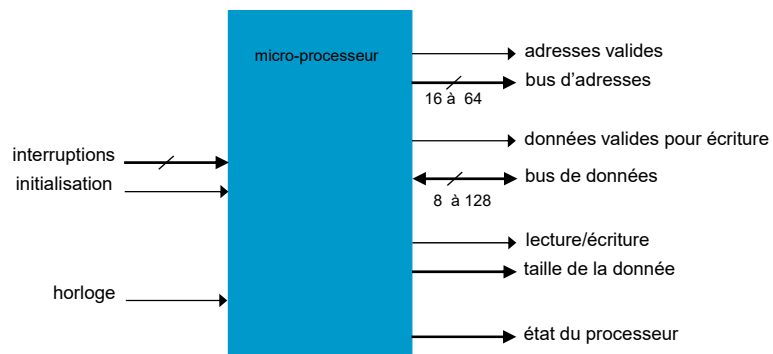 micro-processeur
interruptions
initialisation
horloge
adresses valides
bus d'adresses
16 à 64
données valides pour écriture
bus de données
8 à 128
lecture/écriture
taille de la donnée
état du processeur